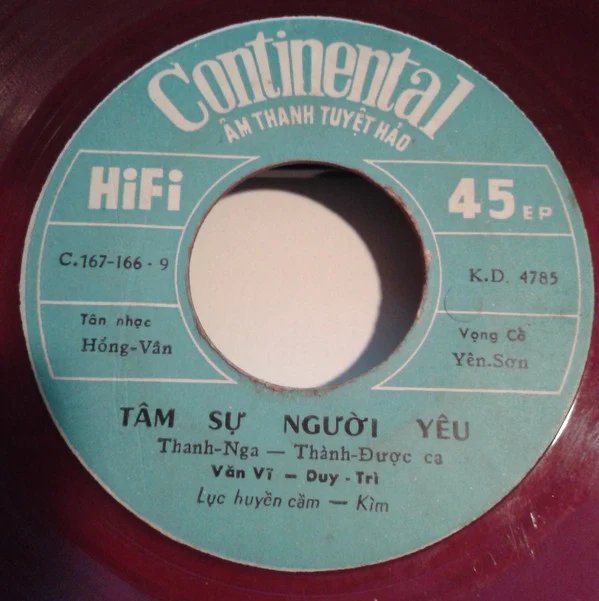 Continental
ÂM THANH TUYỆT HẢO
HiFi
45 EP
C.167-166 - 9
K.D. 4785
Tân nhạc
Hồng-Vân
Vọng Cổ
Yên.Sơn
TÂM SỰ NGƯỜI YÊU
Thanh-Nga — Thành-Được ca
Văn Vĩ — Duy - Trì
Lục huyền cầm — Kìm